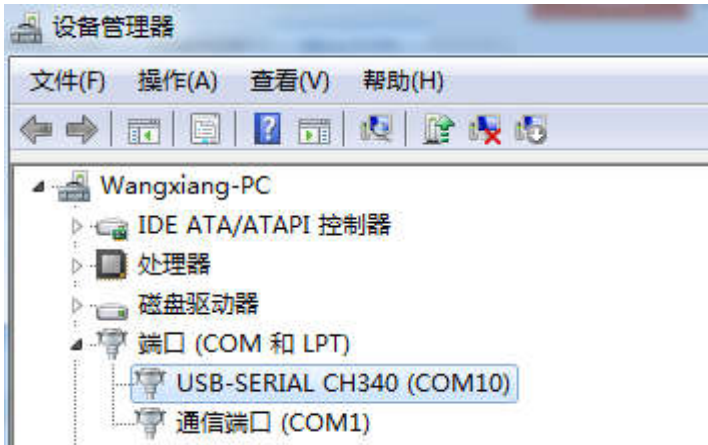 设备管理器
文件(F) 操作(A) 查看(V) 帮助(H)
Wangxiang-PC
IDE ATA/ATAPI 控制器
处理器
磁盘驱动器
端口 (COM 和 LPT)
USB-SERIAL CH340 (COM10)
通信端口 (COM1)